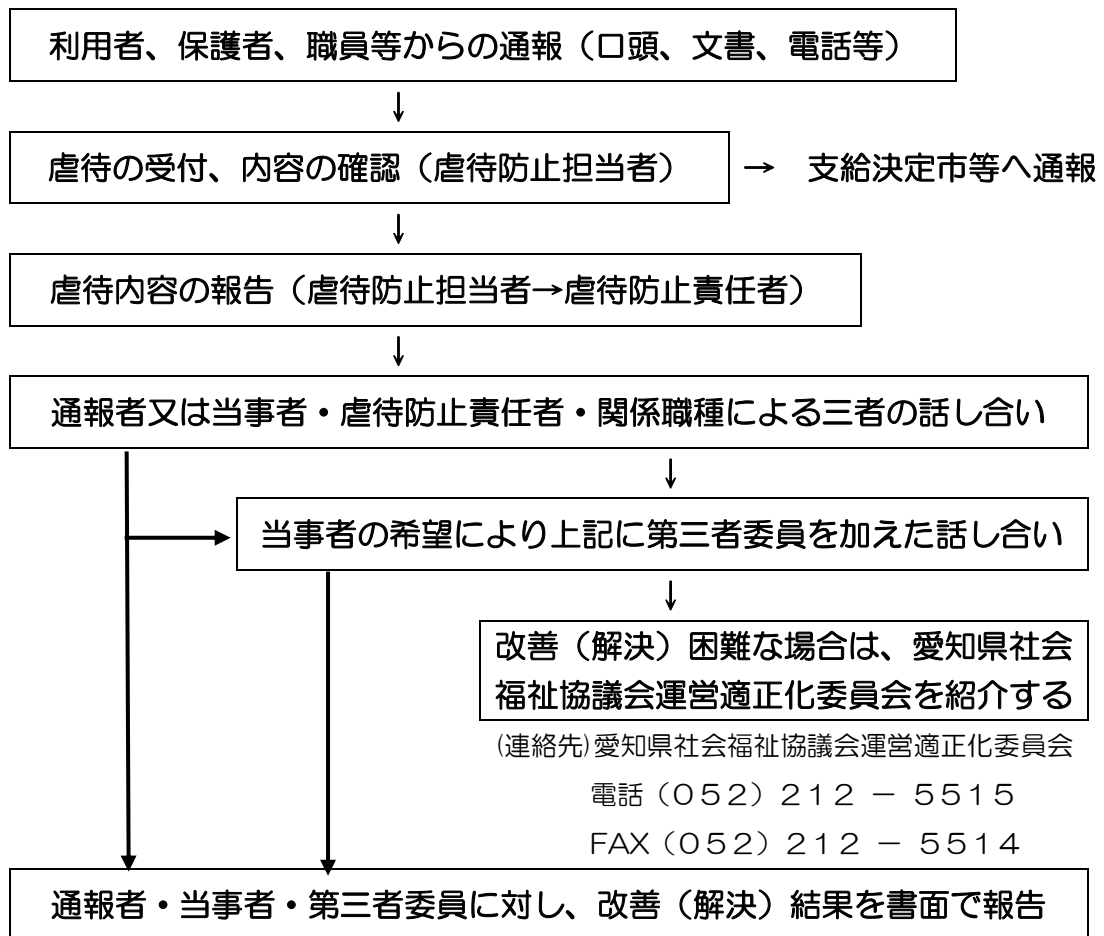 利用者、保護者、職員等からの通報（口頭、文書、電話等）
↓
虐待の受付、内容の確認（虐待防止担当者） → 支給決定市等へ通報
↓
虐待内容の報告（虐待防止担当者→虐待防止責任者）
↓
通報者又は当事者・虐待防止責任者・関係職種による三者の話し合い
↓
当事者の希望により上記に第三者委員を加えた話し合い
↓
改善（解決）困難な場合は、愛知県社会
福祉協議会運営適正化委員会を紹介する
(連絡先)愛知県社会福祉協議会運営適正化委員会
電話（０５２）２１２ － ５５１５
FAX（０５２）２１２ － ５５１４
通報者・当事者・第三者委員に対し、改善（解決）結果を書面で報告